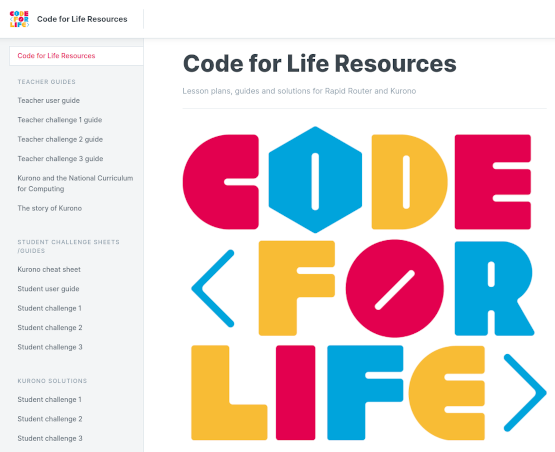 CODE
FOR
LIFE
Code for Life Resources
Code for Life Resources
TEACHER GUIDES
Teacher user guide
Teacher challenge 1 guide
Teacher challenge 2 guide
Teacher challenge 3 guide
Kurono and the National Curriculum
for Computing
The story of Kurono
STUDENT CHALLENGE SHEETS
/GUIDES
Kurono cheat sheet
Student user guide
Student challenge 1
Student challenge 2
Student challenge 3
KURONO SOLUTIONS
Student challenge 1
Student challenge 2
Student challenge 3
Code for Life Resources
Lesson plans, guides and solutions for Rapid Router and Kurono
CODE
<FOR
LIFE>